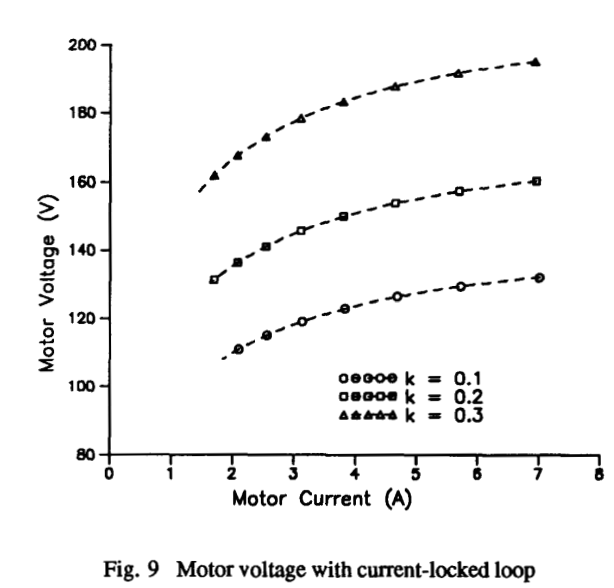 200
180
160
140
120
100
80
Motor Voltage (V)
k = 0.1
k = 0.2
k = 0.3
0 1 2 3 4 5 6 7 8
Motor Current (A)
Fig. 9 Motor voltage with current-locked loop